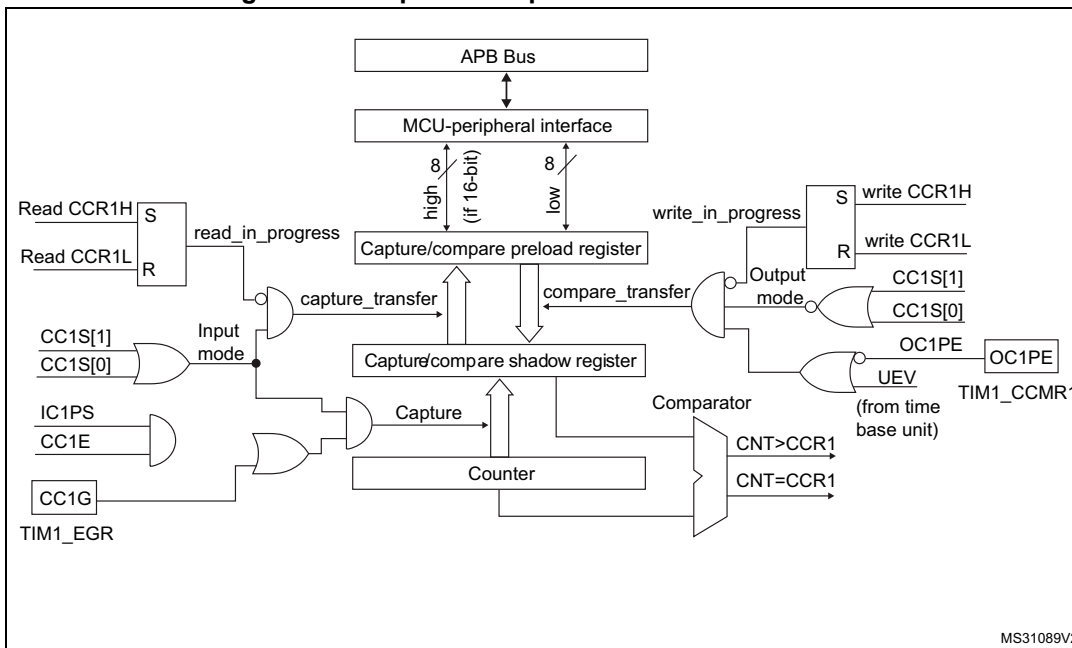 APB Bus
MCU-peripheral interface
8
high
(if 16-bit)
8
low
Read CCR1H
S
read_in_progress
Read CCR1L
R
write_in_progress
S
write CCR1H
R
write CCR1L
Capture/compare preload register
capture_transfer
compare_transfer
Output
mode
CC1S[1]
CC1S[0]
CC1S[1]
CC1S[0]
Input
mode
Capture/compare shadow register
OC1PE
OC1PE
UEV
TIM1_CCMR1
(from time
base unit)
IC1PS
CC1E
Capture
Comparator
CNT>CCR1
Counter
CNT=CCR1
CC1G
TIM1_EGR
MS31089V2